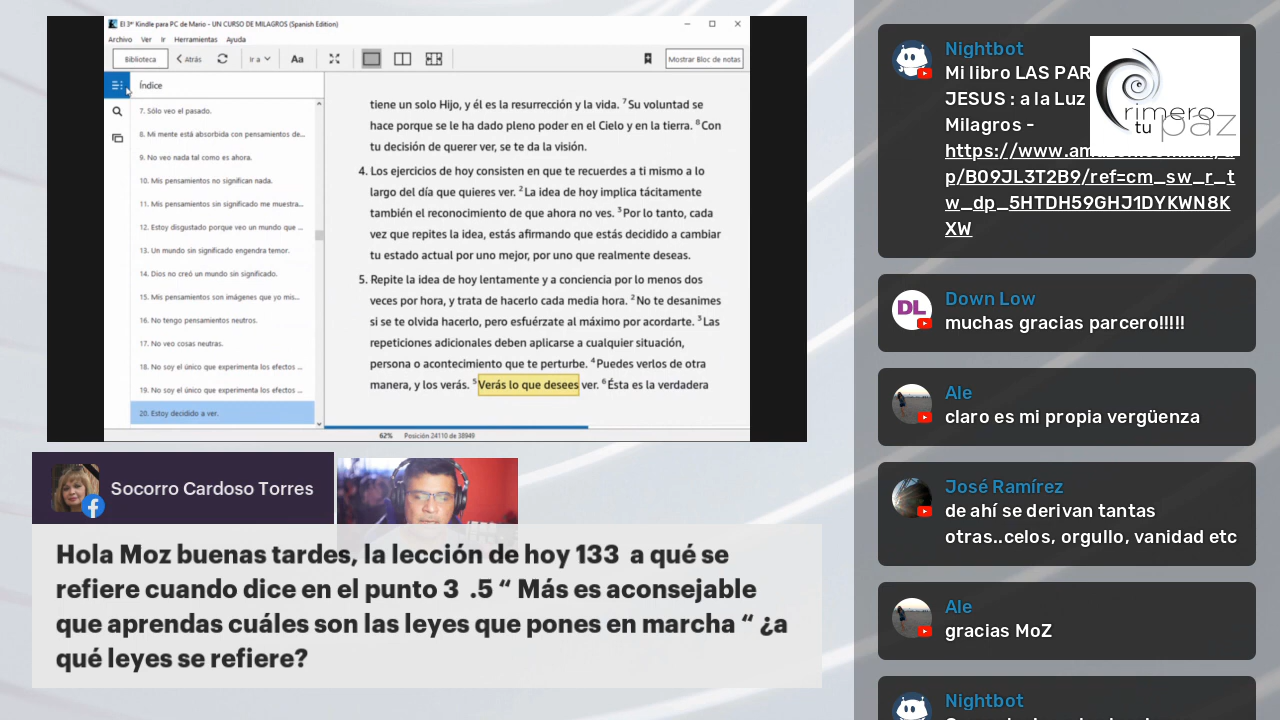 El 3er Kindle para PC de Mario - UN CURSO DE MILAGROS (Spanish Edition)
Archivo Ver Ir Herramientas Ayuda
Biblioteca
Atrás
Ir a
Aa
Mostrar Bloc de notas
Índice
7. Sólo veo el pasado.
8. Mi mente está absorbida con pensamientos de...
9. No veo nada tal como es ahora.
10. Mis pensamientos no significan nada.
11. Mis pensamientos sin significado me muestra...
12. Estoy disgustado porque veo un mundo que ...
13. Un mundo sin significado engendra temor.
14. Dios no creó un mundo sin significado.
15. Mis pensamientos son imágenes que yo mis...
16. No tengo pensamientos neutros.
17. No veo cosas neutras.
18. No soy el único que experimenta los efectos ...
19. No soy el único que experimenta los efectos ...
20. Estoy decidido a ver.
tiene un solo Hijo, y él es la resurrección y la vida. 7 Su voluntad se
hace porque se le ha dado pleno poder en el Cielo y en la tierra. 8 Con
tu decisión de querer ver, se te da la visión.
4. Los ejercicios de hoy consisten en que te recuerdes a ti mismo a lo
largo del día que quieres ver. 2 La idea de hoy implica tácitamente
también el reconocimiento de que ahora no ves. 3 Por lo tanto, cada
vez que repites la idea, estás afirmando que estás decidido a cambiar
tu estado actual por uno mejor, por uno que realmente deseas.
5. Repite la idea de hoy lentamente y a conciencia por lo menos dos
veces por hora, y trata de hacerlo cada media hora. 2 No te desanimes
si se te olvida hacerlo, pero esfuérzate al máximo por acordarte. 3 Las
repeticiones adicionales deben aplicarse a cualquier situación,
persona o acontecimiento que te perturbe. 4 Puedes verlos de otra
manera, y los verás. 5 Verás lo que desees ver. 6 Ésta es la verdadera
62% Posición 24110 de 38949
Socorro Cardoso Torres
Hola Moz buenas tardes, la lección de hoy 133 a qué se
refiere cuando dice en el punto 3 .5 “ Más es aconsejable
que aprendas cuáles son las leyes que pones en marcha “ ¿a
qué leyes se refiere?
Nightbot
Mi libro LAS PAR
JESUS : a la Luz
Milagros -
https://www.am
p/B09JL3T2B9/ref=cm_sw_r_t
w_dp_5HTDH59GHJ1DYKWN8K
XW
Primero
tu paz
DL
Down Low
muchas gracias parcero!!!!!
Ale
claro es mi propia vergüenza
José Ramírez
de ahí se derivan tantas
otras..celos, orgullo, vanidad etc
Ale
gracias MoZ
Nightbot